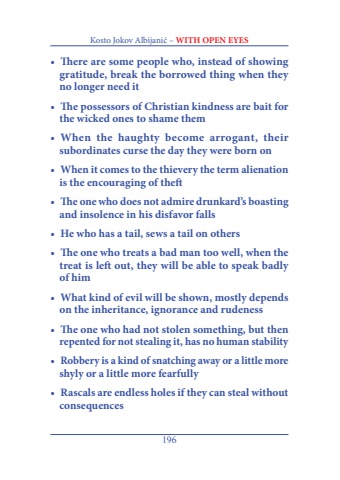 Kosto Jokov Albijanić – WITH OPEN EYES
• There are some people who, instead of showing
gratitude, break the borrowed thing when they
no longer need it
• The possessors of Christian kindness are bait for
the wicked ones to shame them
• When the haughty become arrogant, their
subordinates curse the day they were born on
• When it comes to the thievery the term alienation
is the encouraging of theft
• The one who does not admire drunkard's boasting
and insolence in his disfavor falls
• He who has a tail, sews a tail on others
• The one who treats a bad man too well, when the
treat is left out, they will be able to speak badly
of him
• What kind of evil will be shown, mostly depends
on the inheritance, ignorance and rudeness
• The one who had not stolen something, but then
repented for not stealing it, has no human stability
• Robbery is a kind of snatching away or a little more
shyly or a little more fearfully
• Rascals are endless holes if they can steal without
consequences
196